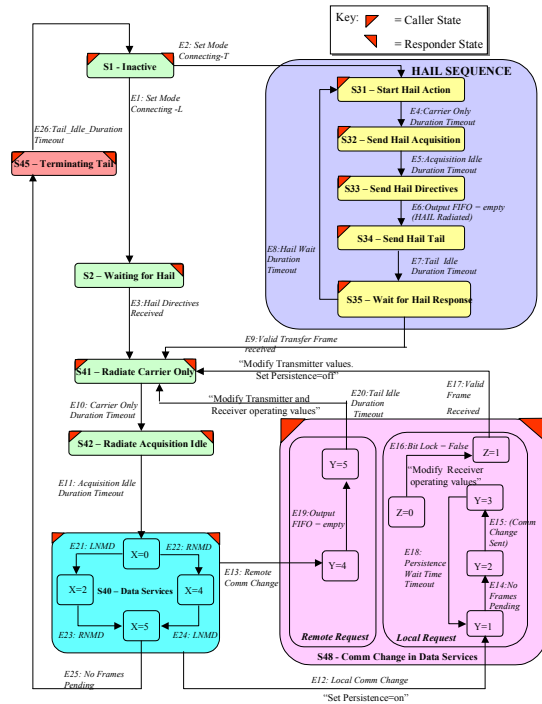 Key:
= Caller State
= Responder State
E2: Set Mode
Connecting-T
S1 - Inactive
HAIL SEQUENCE
S31 – Start Hail Action
E4:Carrier Only
Duration Timeout
E1: Set Mode
Connecting -L
E26:Tail_Idle_Duration
Timeout
S32 – Send Hail Acquisition
S45 – Terminating Tail
E5:Acquisition Idle
Duration Timeout
S33 – Send Hail Directives
E6:Output FIFO = empty
(HAIL Radiated)
S34 – Send Hail Tail
E8:Hail Wait
Duration
Timeout
E7:Tail Idle
Duration Timeout
S2 – Waiting for Hail
S35 – Wait for Hail Response
E3:Hail Directives
Received
E9:Valid Transfer Frame
received
S41 – Radiate Carrier Only
“Modify Transmitter values.
Set Persistence=off”
E10: Carrier Only
Duration Timeout
“Modify Transmitter and
Receiver operating values”
E20:Tail Idle
Duration
Timeout
E17:Valid
Frame
Received
S42 – Radiate Acquisition Idle
E16:Bit Lock = False
Z=1
“Modify Receiver
operating values”
E11: Acquisition Idle
Duration Timeout
Y=5
Z=0
Y=3
E19:Output
FIFO = empty
E15: (Comm
Change
Sent)
E21: LNMD
E22: RNMD
X=0
E13: Remote
Comm Change
Y=4
E18:
Persistence
Wait Time
Timeout
Y=2
X=2
S40 – Data Services
X=4
E14:No
Frames
Pending
X=5
Y=1
E23: RNMD
E24: LNMD
Remote Request
Local Request
S48 - Comm Change in Data Services
E25: No Frames
Pending
E12: Local Comm Change
“Set Persistence=on”